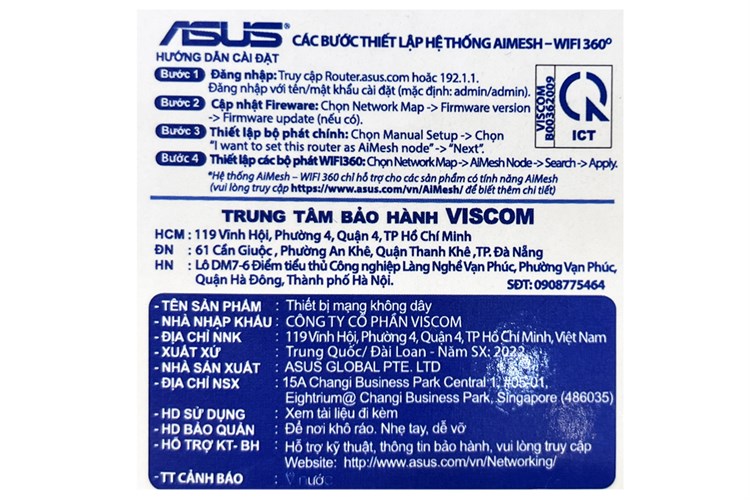 ASUS CÁC BƯỚC THIẾT LẬP HỆ THỐNG AIMESH – WIFI 360º
HƯỚNG DẪN CÀI ĐẶT
Bước 1 Đăng nhập: Truy cập Router.asus.com hoặc 192.1.1.
Đăng nhập với tên/mật khẩu cài đặt (mặc định: admin/admin).
Bước 2 Cập nhật Fireware: Chọn Network Map -> Firmware version
-> Firmware update (nếu có).
Bước 3 Thiết lập bộ phát chính: Chọn Manual Setup -> Chọn
"I want to set this router as AiMesh node" -> "Next".
Bước 4 Thiết lập các bộ phát WIFI360: Chọn Network Map -> AiMesh Node -> Search -> Apply.
*Hệ thống AiMesh – WIFI 360 chỉ hỗ trợ cho các sản phẩm có tính năng AiMesh
(vui lòng truy cập https://www.asus.com/vn/AiMesh/ để biết thêm chi tiết)
VISCOM
B00362009
ICT
TRUNG TÂM BẢO HÀNH VISCOM
HCM : 119 Vĩnh Hội, Phường 4, Quận 4, TP Hồ Chí Minh
ĐN : 61 Cẩn Giuộc, Phường An Khê, Quận Thanh Khê, TP. Đà Nẵng
HN : Lô DM7-6 Điểm tiểu thủ Công nghiệp Làng Nghề Vạn Phúc, Phường Vạn Phúc,
Quận Hà Đông, Thành phố Hà Nội. SĐT: 0908775464
- TÊN SẢN PHẨM : Thiết bị mạng không dây
- NHÀ NHẬP KHẨU : CÔNG TY CỔ PHẦN VISCOM
- ĐỊA CHỈ NNK : 119 Vĩnh Hội, Phường 4, Quận 4, TP Hồ Chí Minh, Việt Nam
- XUẤT XỨ : Trung Quốc/ Đài Loan - Năm SX: 2022
- NHÀ SẢN XUẤT : ASUS GLOBAL PTE. LTD
- ĐỊA CHỈ NSX : 15A Changi Business Park Central 1, #05-01,
Eightrium@ Changi Business Park, Singapore (486035)
- HD SỬ DỤNG : Xem tài liệu đi kèm
- HD BẢO QUẢN : Để nơi khô ráo. Nhẹ tay, dễ vỡ
- HỖ TRỢ KT- BH : Hỗ trợ kỹ thuật, thông tin bảo hành, vui lòng truy cập
Website: http://www.asus.com/vn/Networking/
- TT CẢNH BÁO : nước